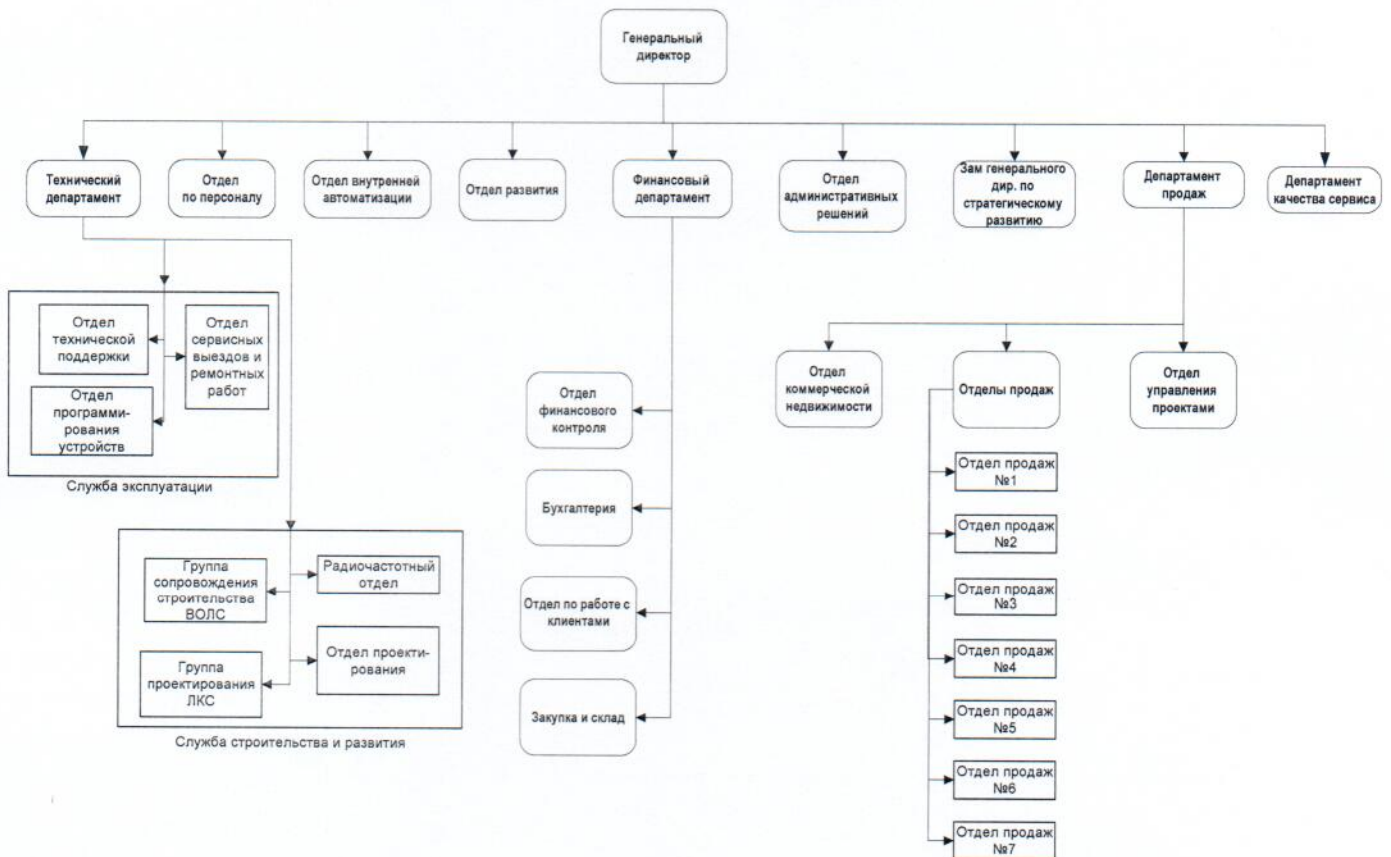 Генеральный
директор
Технический
департамент
Отдел
по персоналу
Отдел внутренней
автоматизации
Отдел развития
Финансовый
департамент
Отдел
административных
решений
Зам генерального
дир. по
стратегическому
развитию
Департамент
продаж
Департамент
качества сервиса
Отдел
технической
поддержки
Отдел
сервисных
выездов и
ремонтных
работ
Отдел
программи-
рования
устройств
Служба эксплуатации
Группа
сопровождения
строительства
ВОЛС
Радиочастотный
отдел
Группа
проектирования
ЛКС
Отдел проекти-
рования
Служба строительства и развития
Отдел
финансового
контроля
Бухгалтерия
Отдел по работе с
клиентами
Закупка и склад
Отдел
коммерческой
недвижимости
Отделы продаж
Отдел
управления
проектами
Отдел продаж
№1
Отдел продаж
№2
Отдел продаж
№3
Отдел продаж
№4
Отдел продаж
№5
Отдел продаж
№6
Отдел продаж
№7